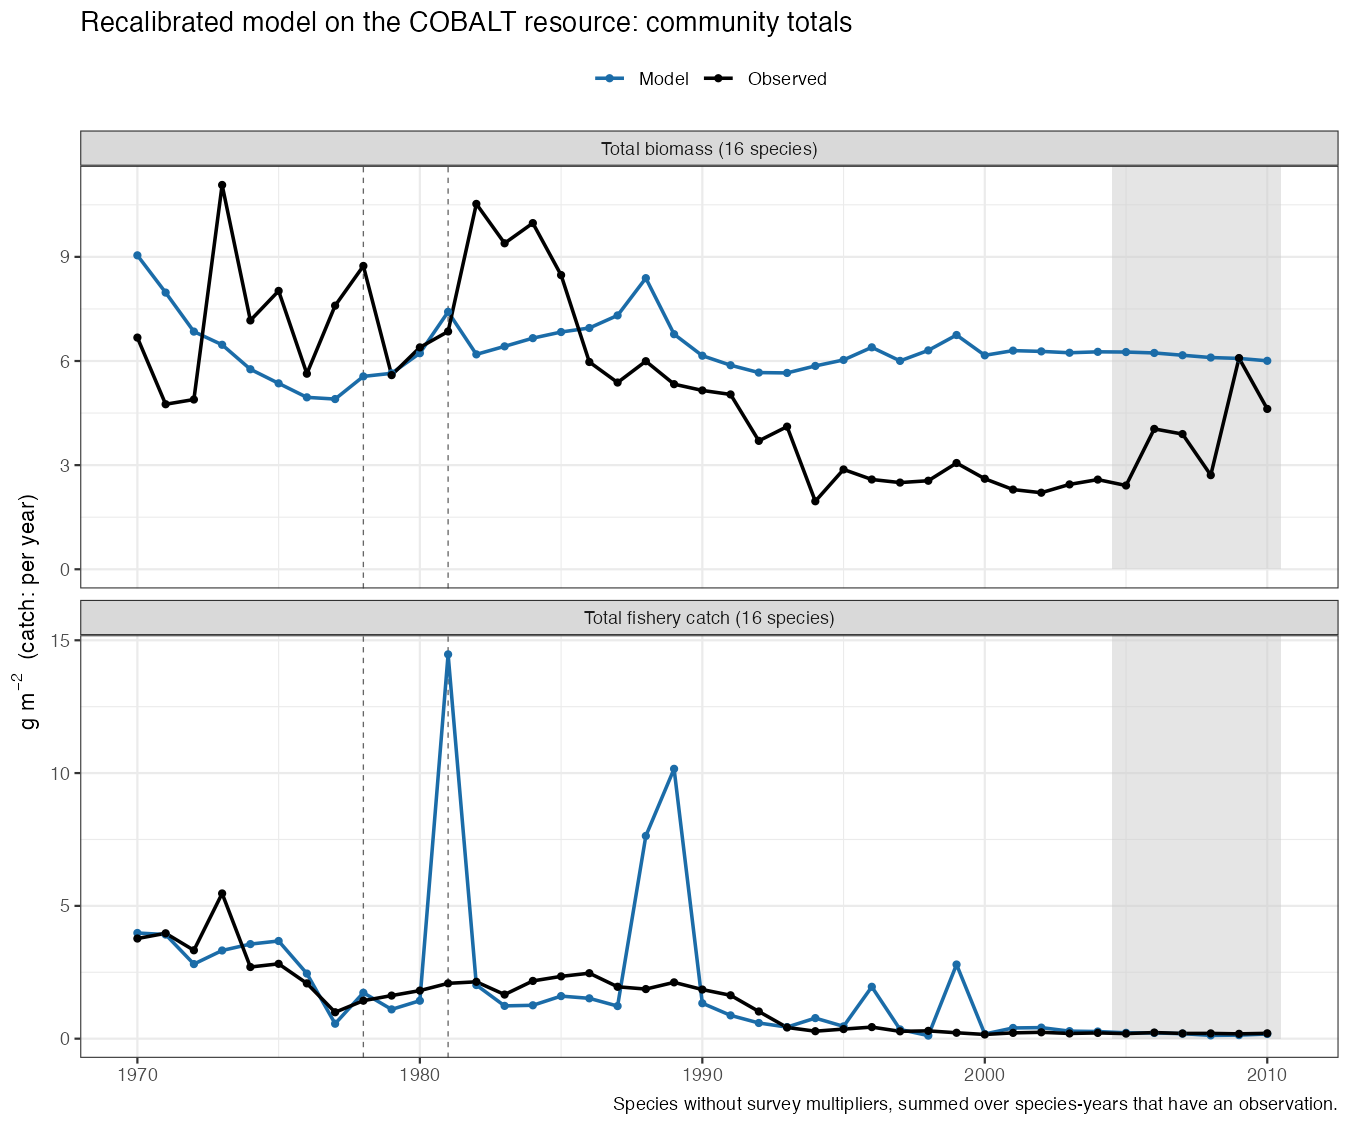 Recalibrated model on the COBALT resource: community totals
Model
Observed
Total biomass (16 species)
9
6
3
0
Total fishery catch (16 species)
15
10
5
0
g m⁻² (catch: per year)
1970
1980
1990
2000
2010
Species without survey multipliers, summed over species-years that have an observation.